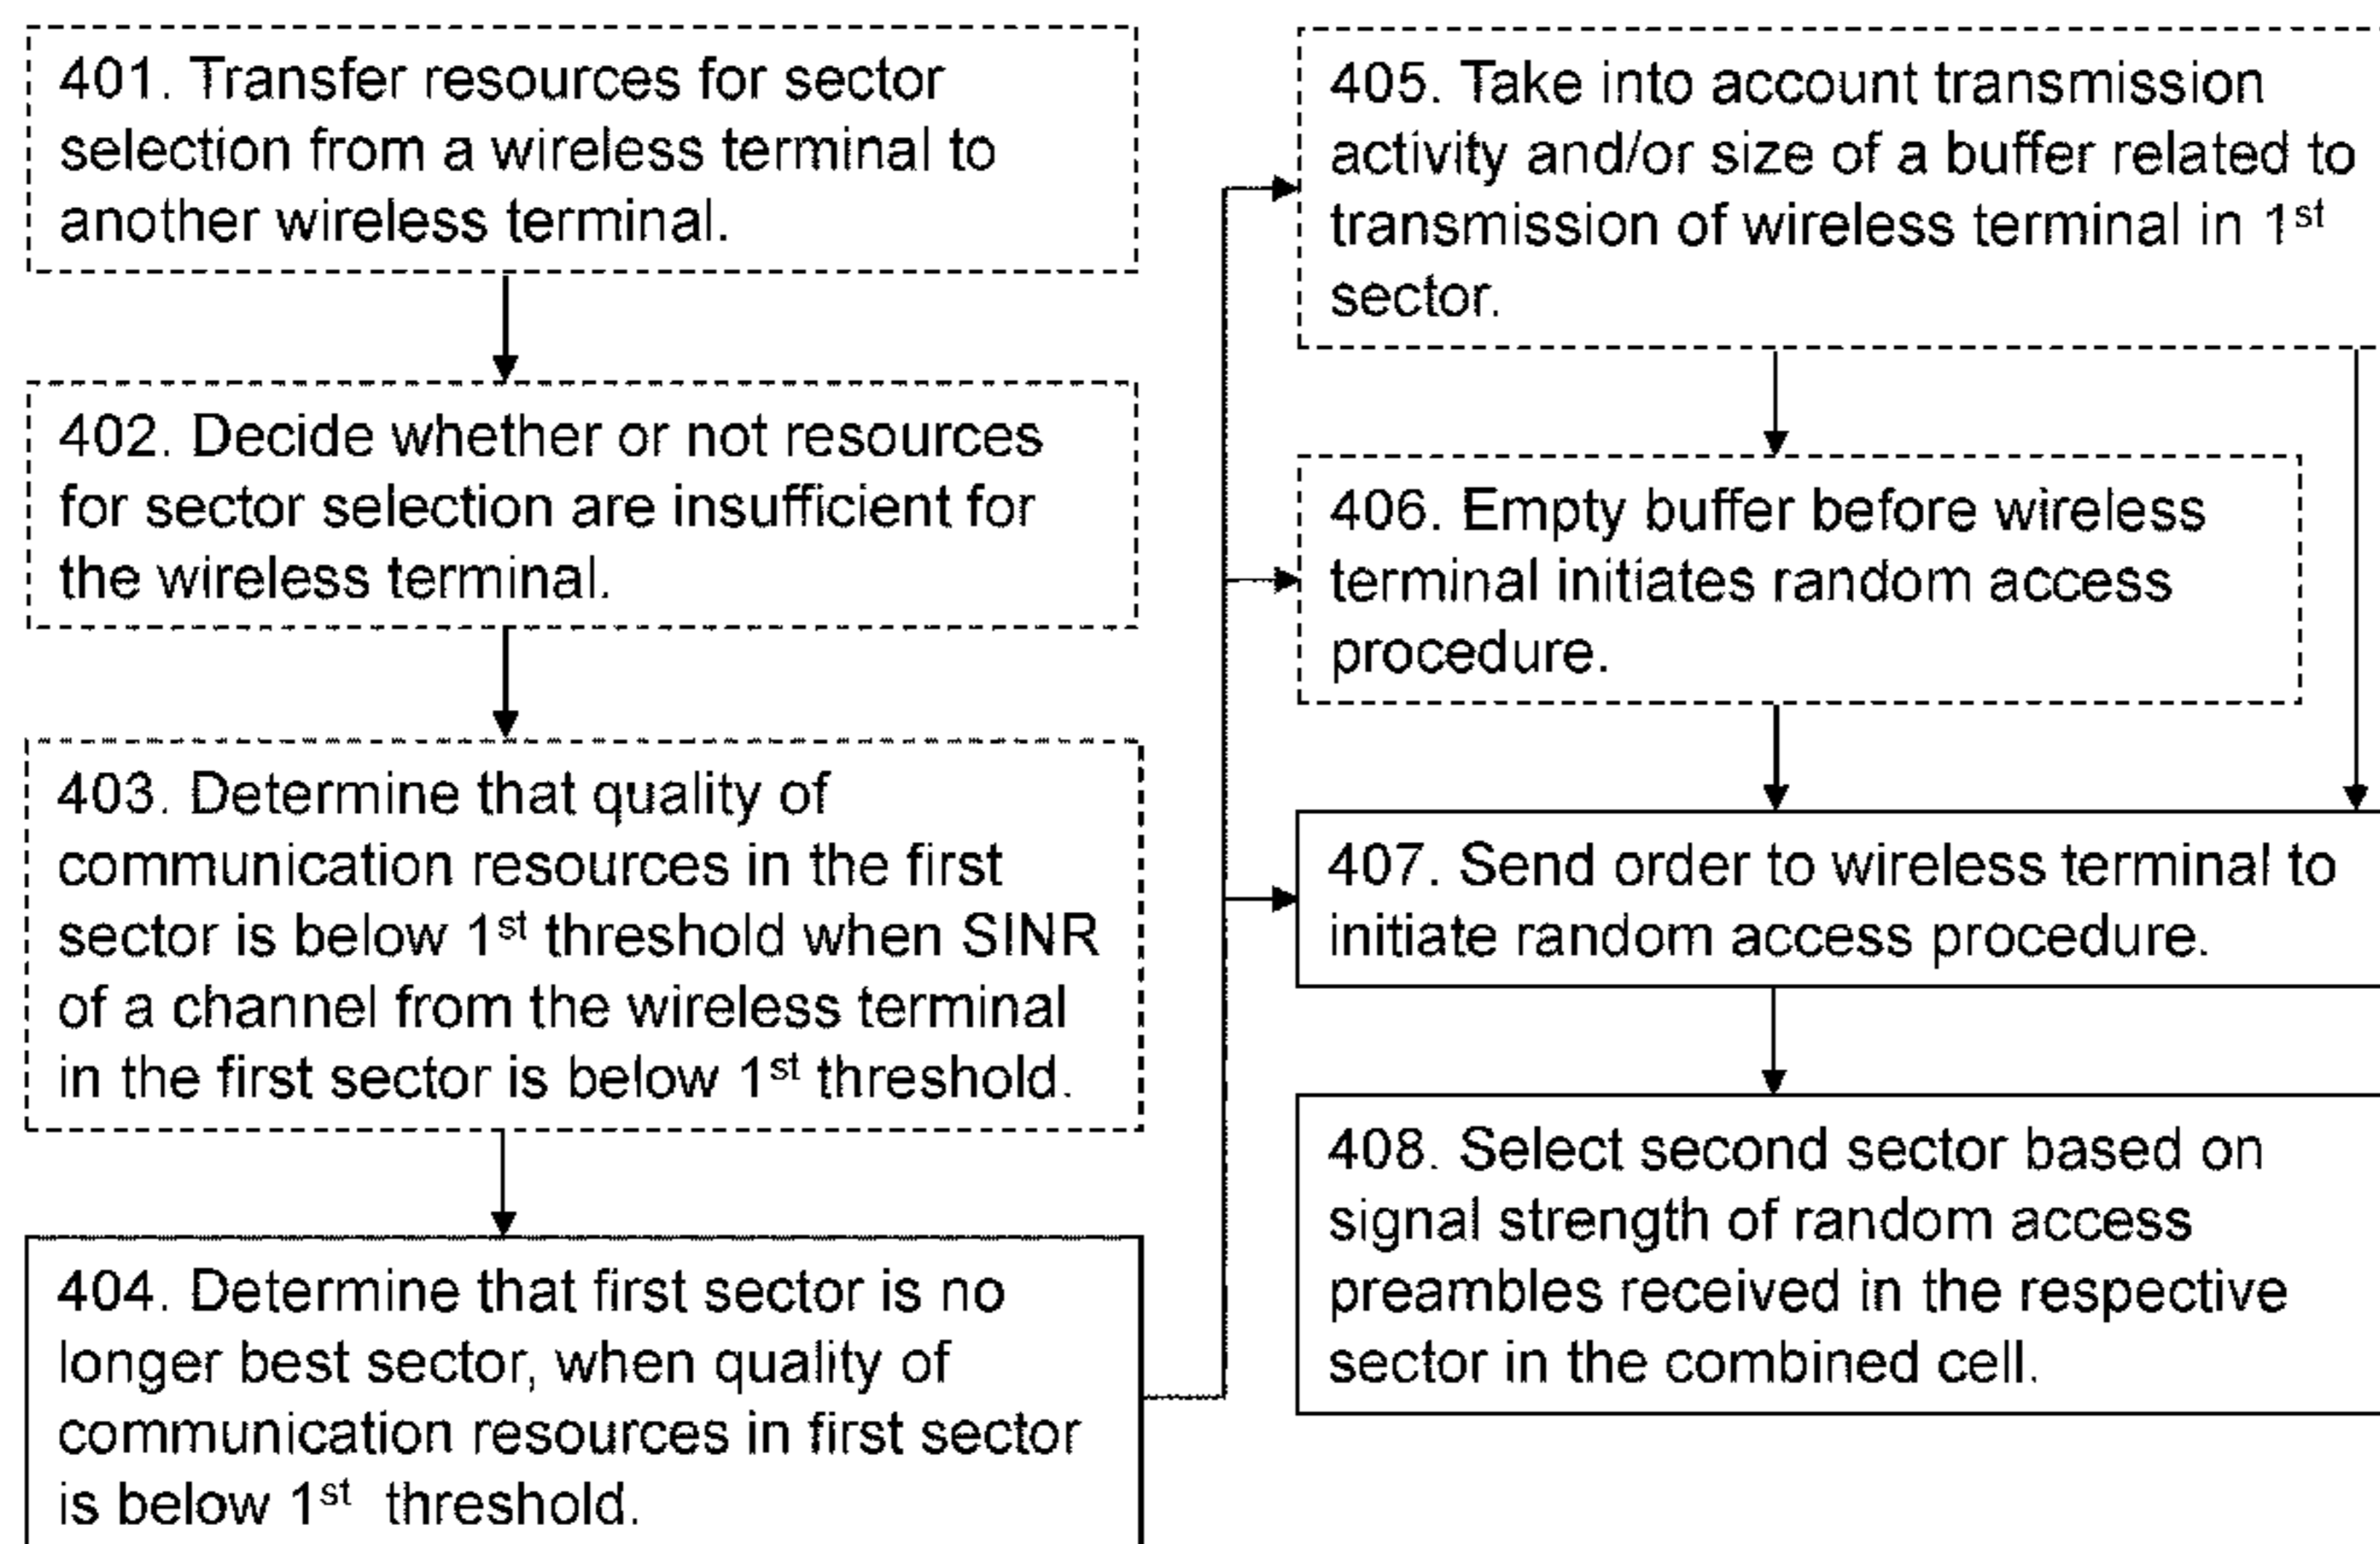 401. Transfer resources for sector
selection from a wireless terminal to
another wireless terminal.
402. Decide whether or not resources
for sector selection are insufficient for
the wireless terminal.
403. Determine that quality of
communication resources in the first
sector is below 1st threshold when SINR
of a channel from the wireless terminal
in the first sector is below 1st threshold.
404. Determine that first sector is no
longer best sector, when quality of
communication resources in first sector
is below 1st threshold.
405. Take into account transmission
activity and/or size of a buffer related to
transmission of wireless terminal in 1st
sector.
406. Empty buffer before wireless
terminal initiates random access
procedure.
407. Send order to wireless terminal to
initiate random access procedure.
408. Select second sector based on
signal strength of random access
preambles received in the respective
sector in the combined cell.